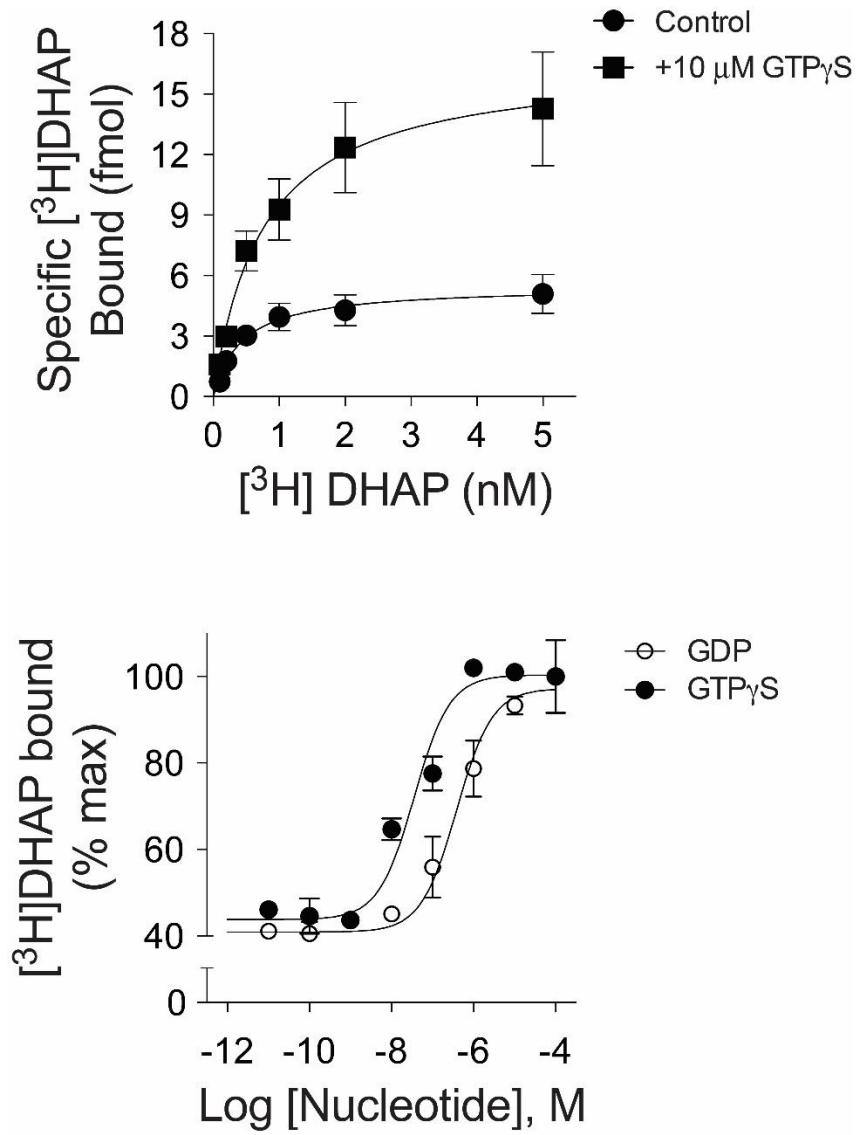 Control
+10 μM GTPγS
Specific [³H]DHAP
Bound (fmol)
18
15
12
9
6
3
0
0 1 2 3 4 5
[³H] DHAP (nM)
GDP
GTPγS
[³H]DHAP bound
(% max)
100
80
60
40
0
-12 -10 -8 -6 -4
Log [Nucleotide], M